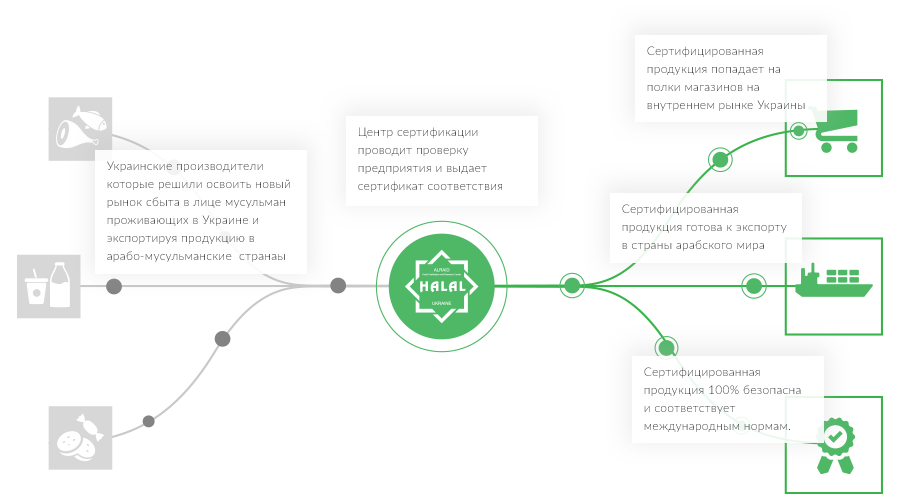 Украинские производители
которые решили освоить новый
рынок сбыта в лице мусульман
проживающих в Украине и
экспортируя продукцию в
арабо-мусульманские странаы
Центр сертификации
проводит проверку
предприятия и выдает
сертификат соответствия
ALRAID
HALAL
UKRAINE
Сертифицированная
продукция попадает на
полки магазинов на
внутреннем рынке Украины
Сертифицированная
продукция готова к экспорту
в страны арабского мира
Сертифицированная
продукция 100% безопасна
и соответствует
международным нормам.